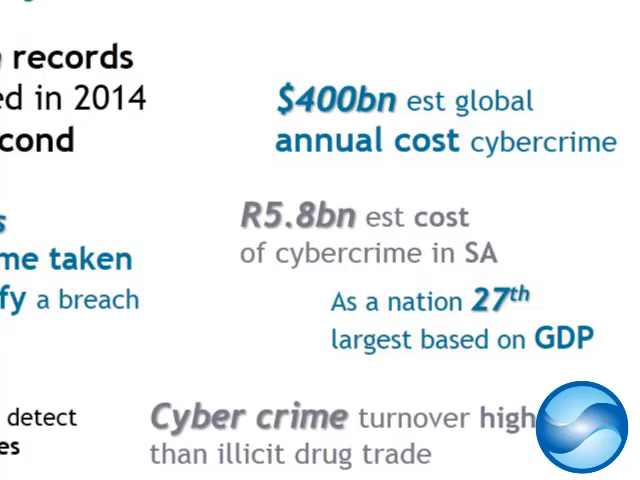 records
ed in 2014
cond
$400bn est global
annual cost cybercrime
R5.8bn est cost
of cybercrime in SA
s
me taken
fy a breach
As a nation 27th
largest based on GDP
detect
es
Cyber crime turnover high
than illicit drug trade